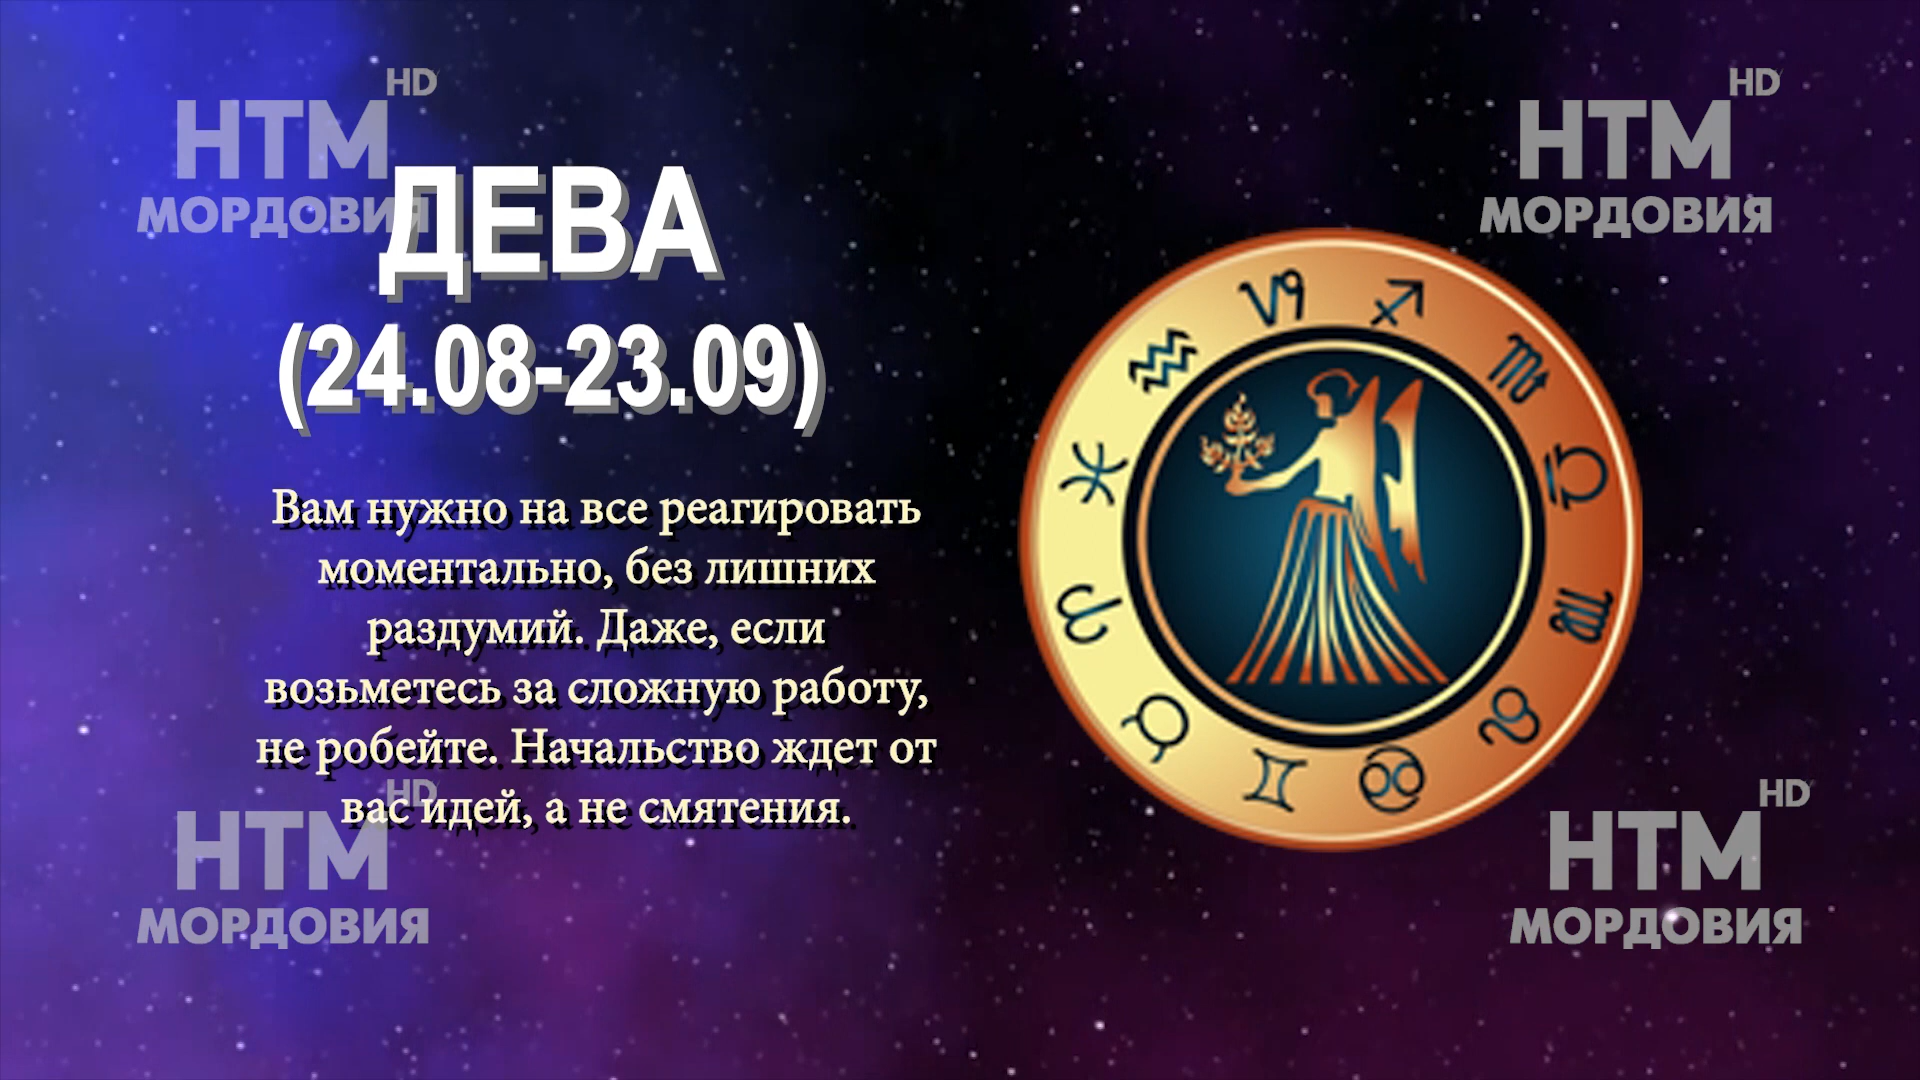 HD
НТМ
МОРДОВИЯ
HD
НТМ
МОРДОВИЯ
ДЕВА
(24.08-23.09)
Вам нужно на все реагировать
моментально, без лишних
раздумий. Даже, если
возьметесь за сложную работу,
не робейте. Начальство ждет от
вас идей, а не смятения.
HD
НТМ
МОРДОВИЯ
HD
НТМ
МОРДОВИЯ